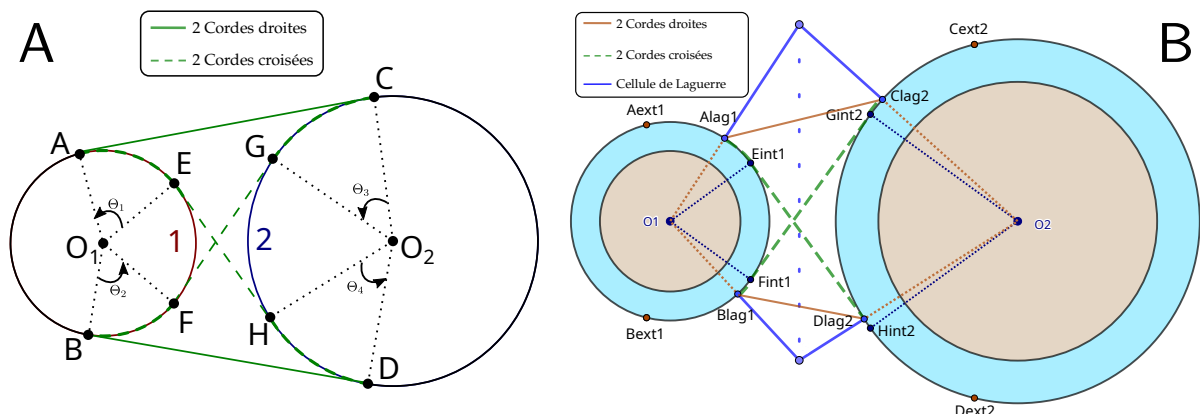 A
2 Cordes droites
2 Cordes croisées
C
A
E
G
Θ1
Θ3
O1
1
2
O2
Θ2
Θ4
F
H
B
D
B
2 Cordes droites
2 Cordes croisées
Cellule de Laguerre
Cext2
Aext1
Alag1
Clag2
Gint2
Eint1
O1
O2
Fint1
Blag1
Dlag2
Hint2
Bext1
Dext2